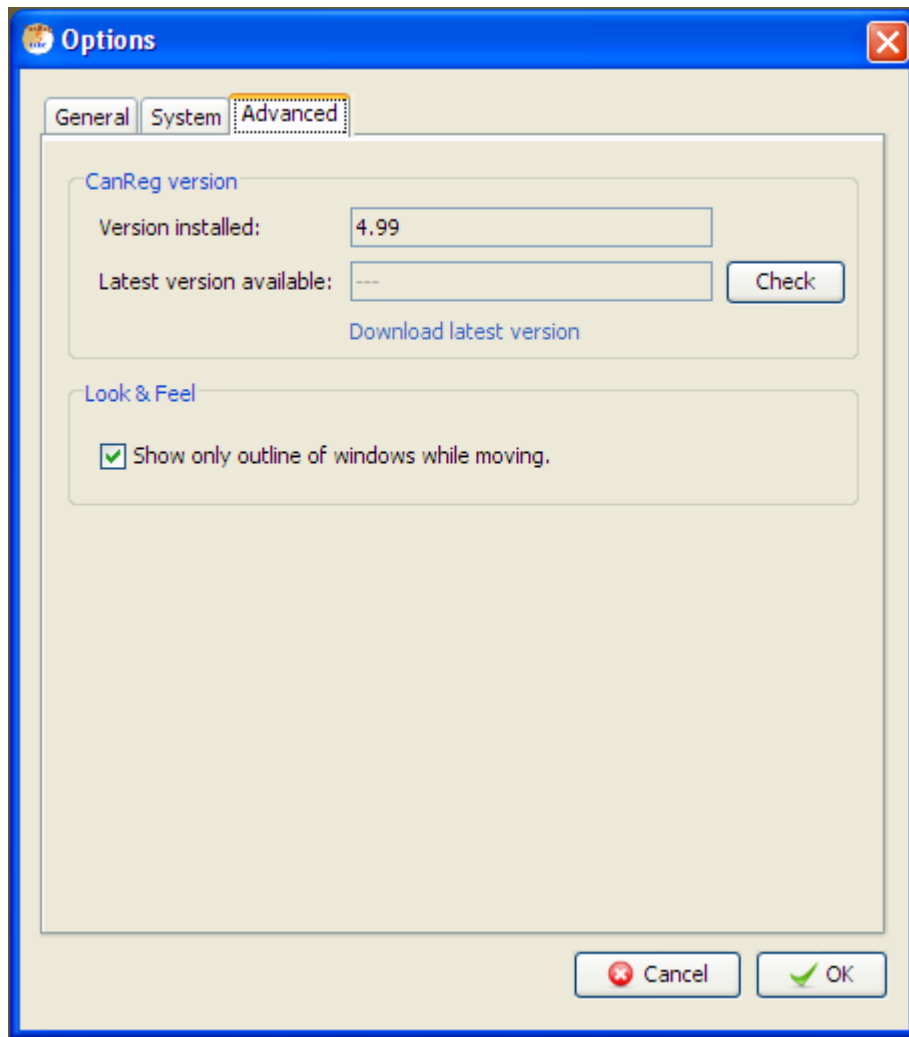 Options
General System Advanced
CanReg version
Version installed: 4.99
Latest version available: --- Check
Download latest version
Look & Feel
Show only outline of windows while moving.
Cancel OK